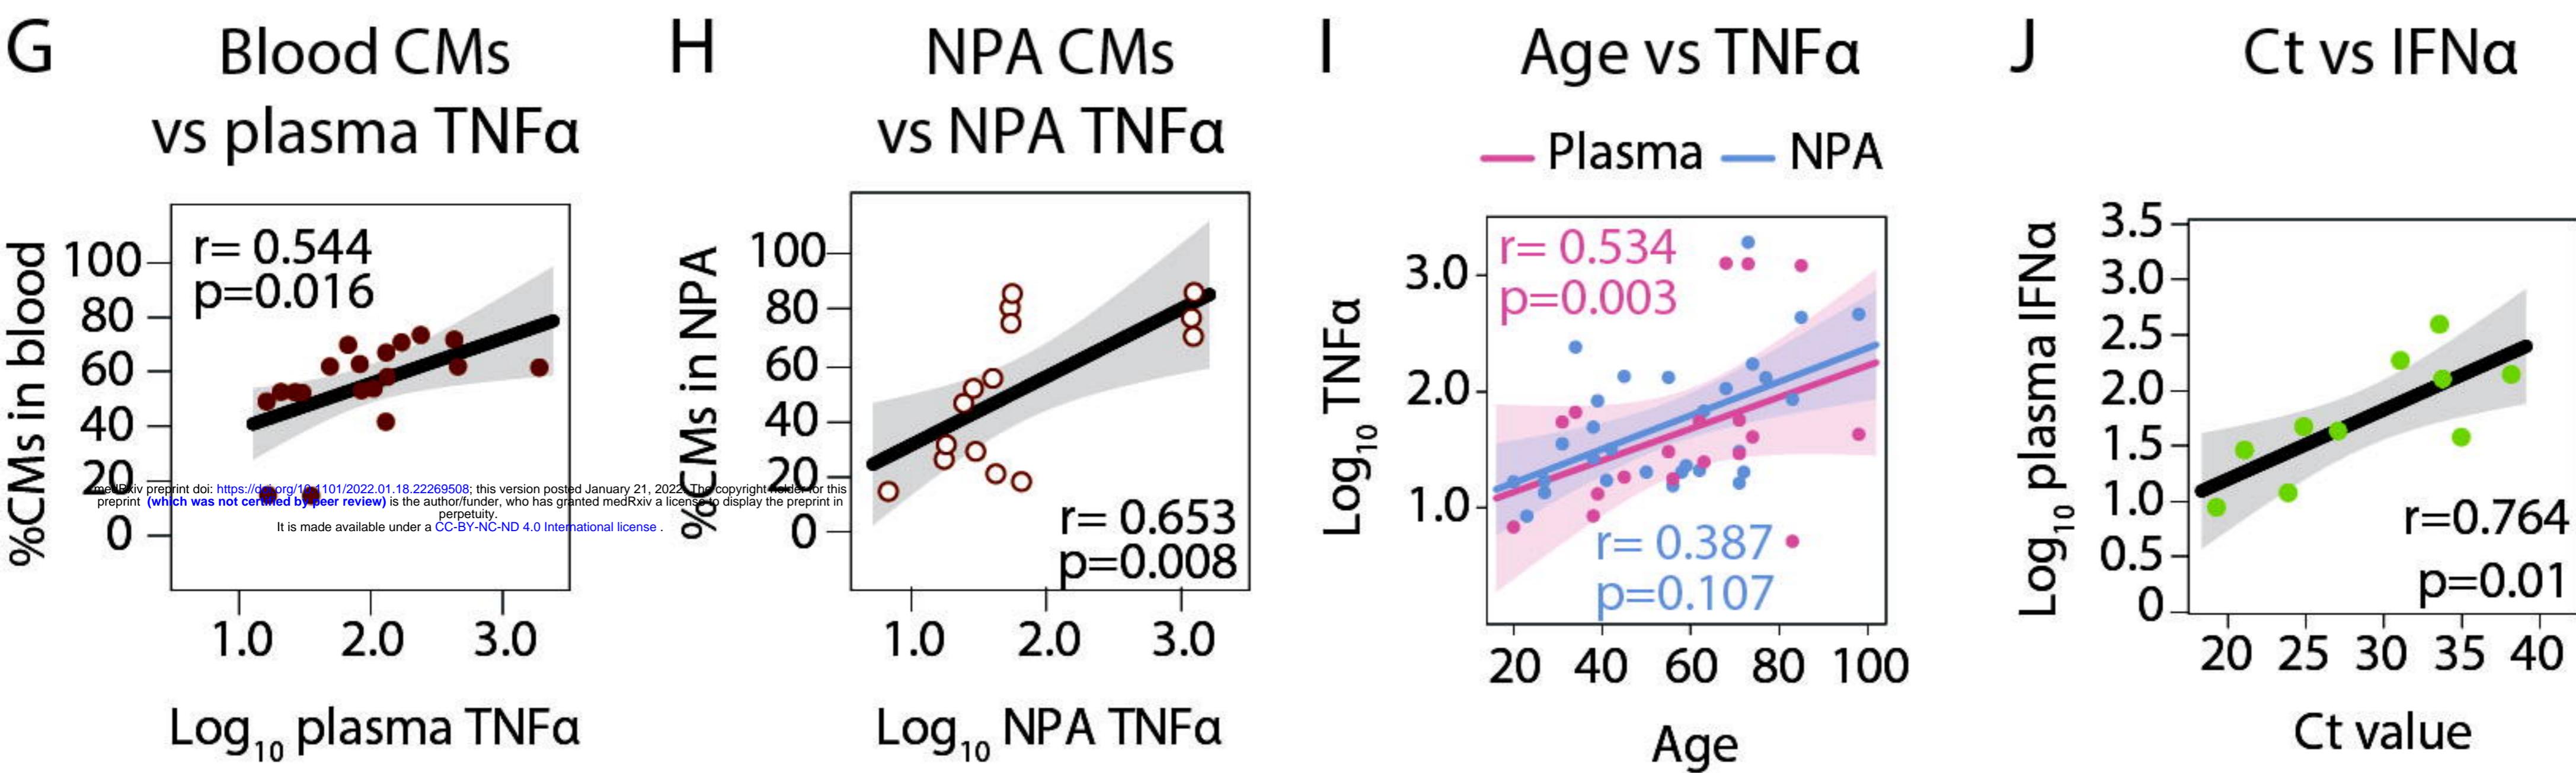 G
Blood CMs
vs plasma TNFα
r= 0.544
p=0.016
%CMs in blood
100
80
60
40
20
0
1.0 2.0 3.0
Log10 plasma TNFα
H
NPA CMs
vs NPA TNFα
%CMs in NPA
100
80
60
40
20
0
r= 0.653
p=0.008
1.0 2.0 3.0
Log10 NPA TNFα
medRxiv preprint doi: https://doi.org/10.1101/2022.01.18.22269508; this version posted January 21, 2022. The copyright holder for this
preprint (which was not certified by peer review) is the author/funder, who has granted medRxiv a license to display the preprint in
perpetuity.
It is made available under a CC-BY-NC-ND 4.0 International license .
I
Age vs TNFα
Plasma NPA
r= 0.534
p=0.003
Log10 TNFα
3.0
2.0
1.0
r= 0.387
p=0.107
20 40 60 80 100
Age
J
Ct vs IFNα
Log10 plasma IFNα
3.5
3.0
2.5
2.0
1.5
1.0
0.5
0
r=0.764
p=0.01
20 25 30 35 40
Ct value